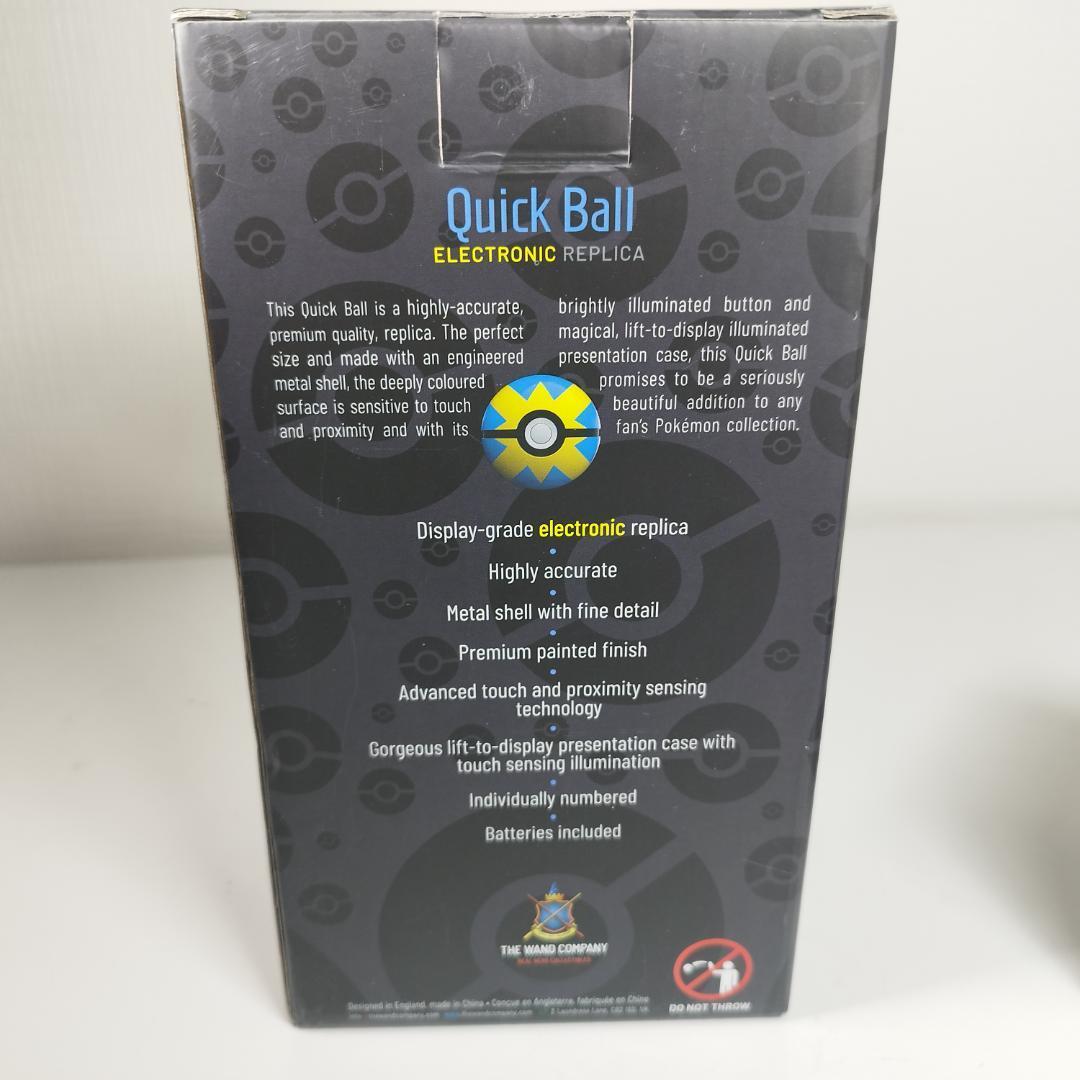 Quick Ball
ELECTRONIC REPLICA
This Quick Ball is a highly-accurate,
premium quality, replica. The perfect
size and made with an engineered
metal shell, the deeply coloured
surface is sensitive to touch
and proximity and with its
brightly illuminated button and
magical, lift-to-display illuminated
presentation case, this Quick Ball
promises to be a seriously
beautiful addition to any
fan's Pokémon collection.
Display-grade electronic replica
Highly accurate
Metal shell with fine detail
Premium painted finish
Advanced touch and proximity sensing
technology
Gorgeous lift-to-display presentation case with
touch sensing illumination
Individually numbered
Batteries included
THE WAND COMPANY
DO NOT THROW
Designed in England, made in China • Conçue en Angleterre, fabriquée en Chine